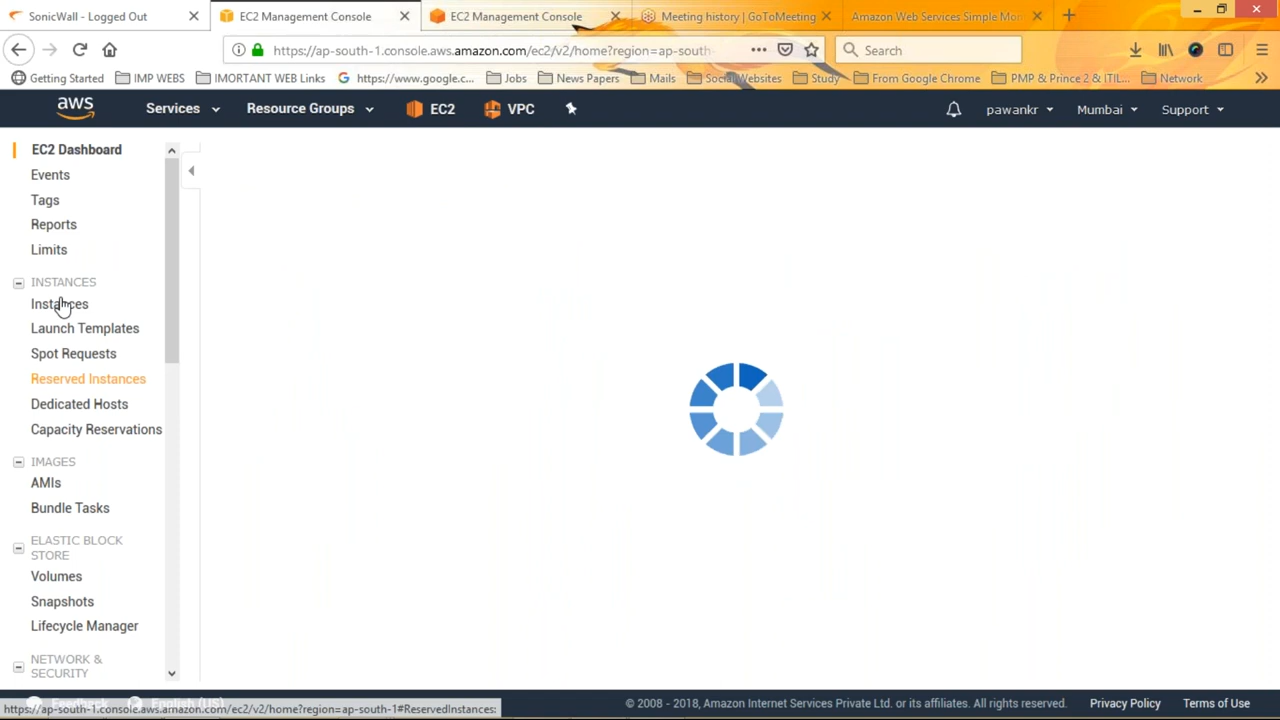 SonicWall - Logged Out
EC2 Management Console
EC2 Management Console
Meeting history | GoToMeeting
Amazon Web Services Simple Mon
https://ap-south-1.console.aws.amazon.com/ec2/v2/home?region=ap-south-
Search
Getting Started
IMP WEBS
IMORTANT WEB Links
https://www.google.c...
Jobs
News Papers
Mails
Social Websites
Study
From Google Chrome
PMP & Prince 2 & ITIL...
Network
aws
Services
Resource Groups
EC2
VPC
pawankr
Mumbai
Support
EC2 Dashboard
Events
Tags
Reports
Limits
INSTANCES
Instances
Launch Templates
Spot Requests
Reserved Instances
Dedicated Hosts
Capacity Reservations
IMAGES
AMIs
Bundle Tasks
ELASTIC BLOCK
STORE
Volumes
Snapshots
Lifecycle Manager
NETWORK &
SECURITY
Feedback
English (US)
https://ap-south-1.console.aws.amazon.com/ec2/v2/home?region=ap-south-1#ReservedInstances:
© 2008 - 2018, Amazon Internet Services Private Ltd. or its affiliates. All rights reserved.
Privacy Policy
Terms of Use